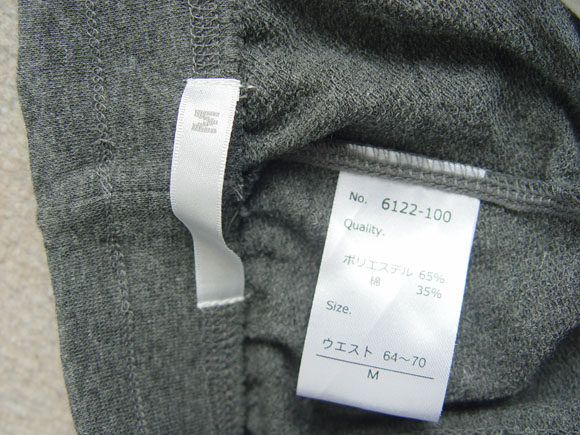 M
No. 6122-100
Quality.
ポリエステル 65%
綿 35%
Size.
ウエスト 64～70
M